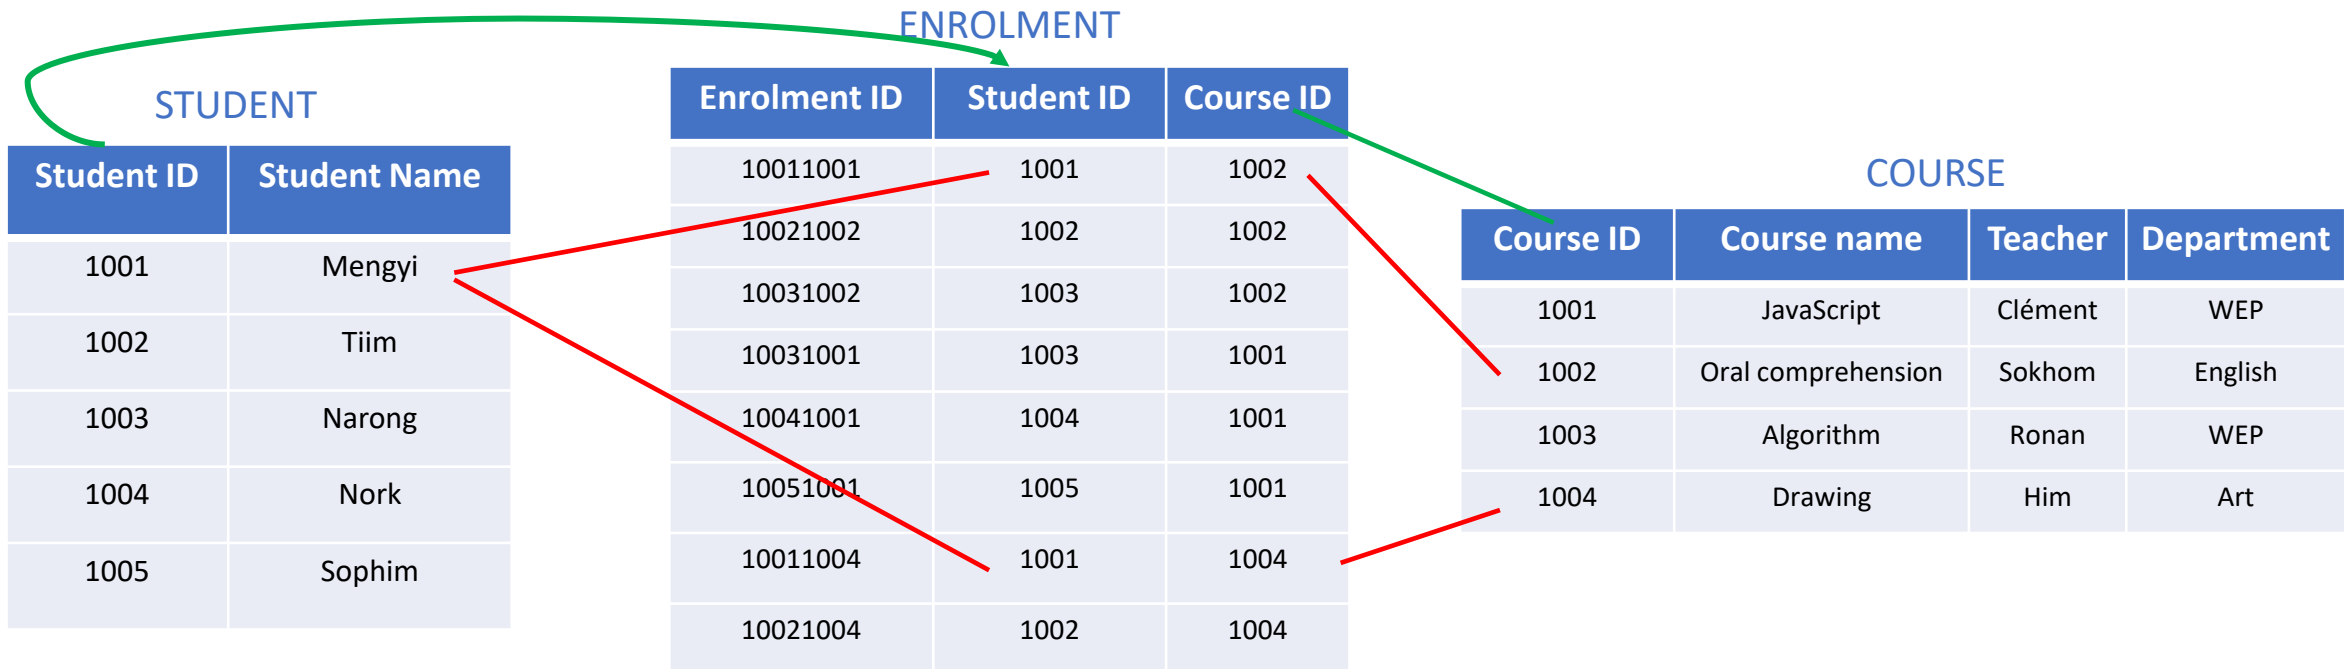 ENROLMENT
STUDENT
Student ID Student Name
1001 Mengyi
1002 Tiim
1003 Narong
1004 Nork
1005 Sophim
Enrolment ID Student ID Course ID
10011001 1001 1002
10021002 1002 1002
10031002 1003 1002
10031001 1003 1001
10041001 1004 1001
10051001 1005 1001
10011004 1001 1004
10021004 1002 1004
COURSE
Course ID Course name Teacher Department
1001 JavaScript Clément WEP
1002 Oral comprehension Sokhom English
1003 Algorithm Ronan WEP
1004 Drawing Him Art